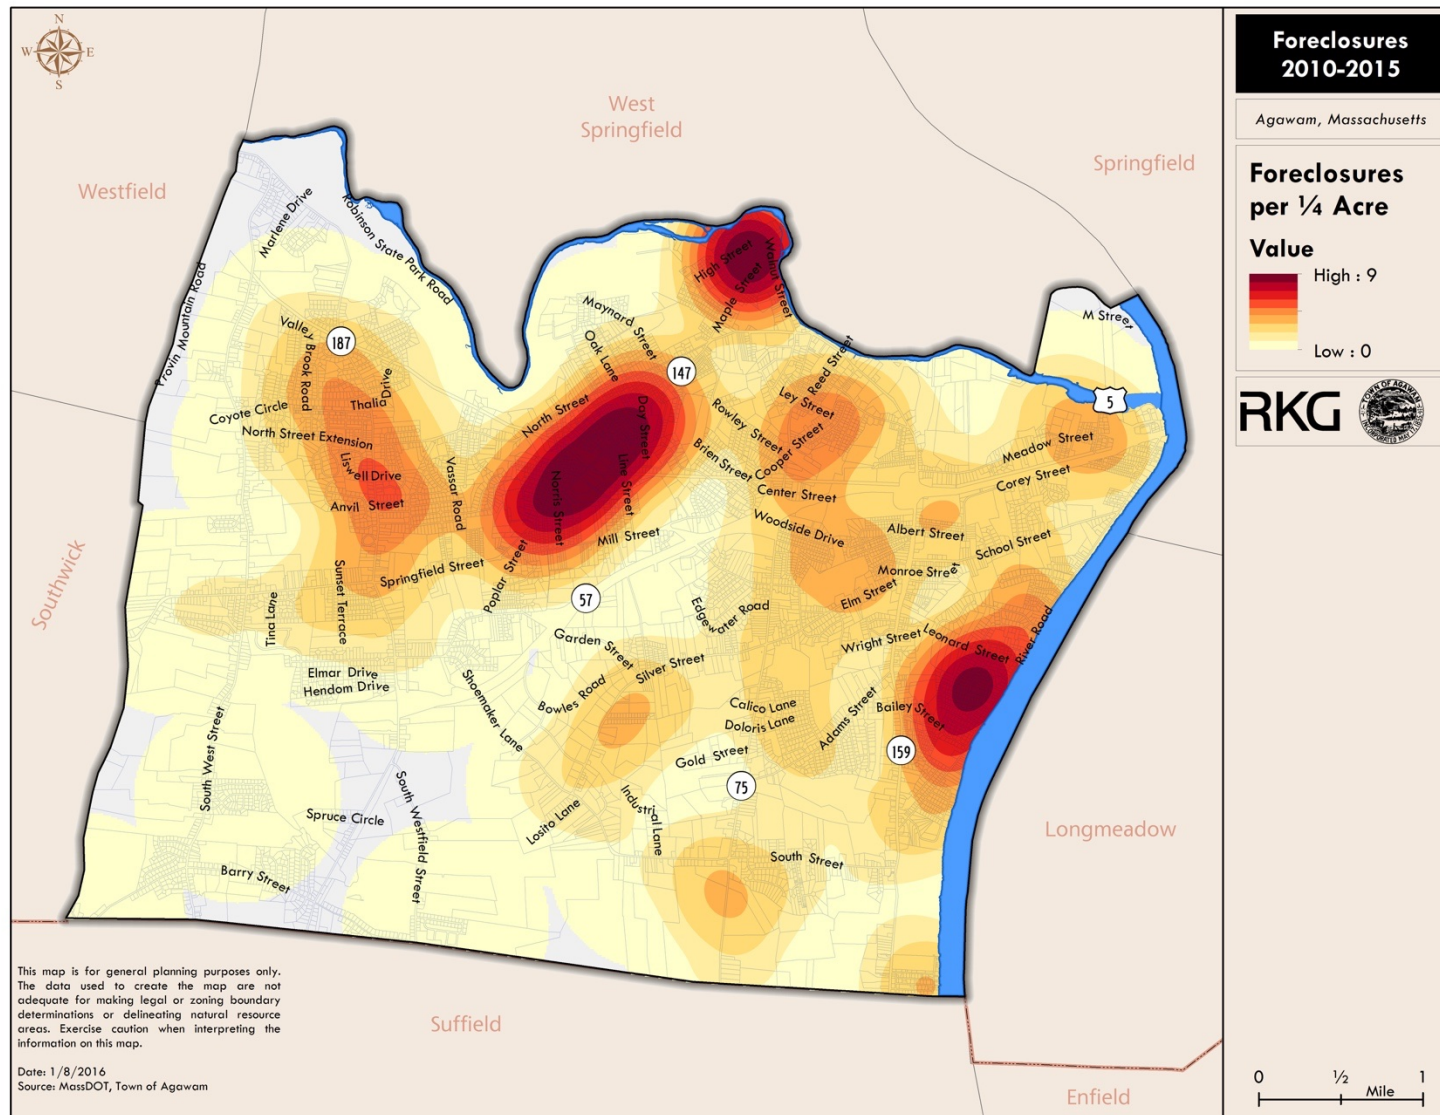 N
W
E
S
Foreclosures
2010-2015
Agawam, Massachusetts
Foreclosures
per ¼ Acre
Value
High : 9
Low : 0
RKG
TOWN OF AGAWAM
West
Springfield
Springfield
Westfield
Southwick
Longmeadow
Suffield
Enfield
Marlene Drive
Robinson State Park Road
Provin Mountain Road
High Street
Walnut Street
Maple Street
M Street
Maynard Street
Oak Lane
Valley Brook Road
187
147
5
Reed Street
Thalia Drive
Ley Street
Coyote Circle
North Street
Day Street
Rowley Street
Cooper Street
North Street Extension
Brien Street
Meadow Street
Corey Street
Liswell Drive
Vassar Road
Line Street
Norris Street
Center Street
Anvil Street
Woodside Drive
Albert Street
School Street
Mill Street
Poplar Street
Springfield Street
Monroe Street
Elm Street
Sunset Terrace
Tina Lane
57
Edgewater Road
Garden Street
Silver Street
Wright Street
Leonard Street
River Road
Elmar Drive
Hendom Drive
Shoemaker Lane
Bowles Road
Calico Lane
Doloris Lane
Adams Street
Bailey Street
Gold Street
159
75
South West Street
South Westfield Street
Spruce Circle
Losito Lane
Industrial Lane
South Street
Barry Street
This map is for general planning purposes only.
The data used to create the map are not
adequate for making legal or zoning boundary
determinations or delineating natural resource
areas. Exercise caution when interpreting the
information on this map.
Date: 1/8/2016
Source: MassDOT, Town of Agawam
0 ½ 1
Mile